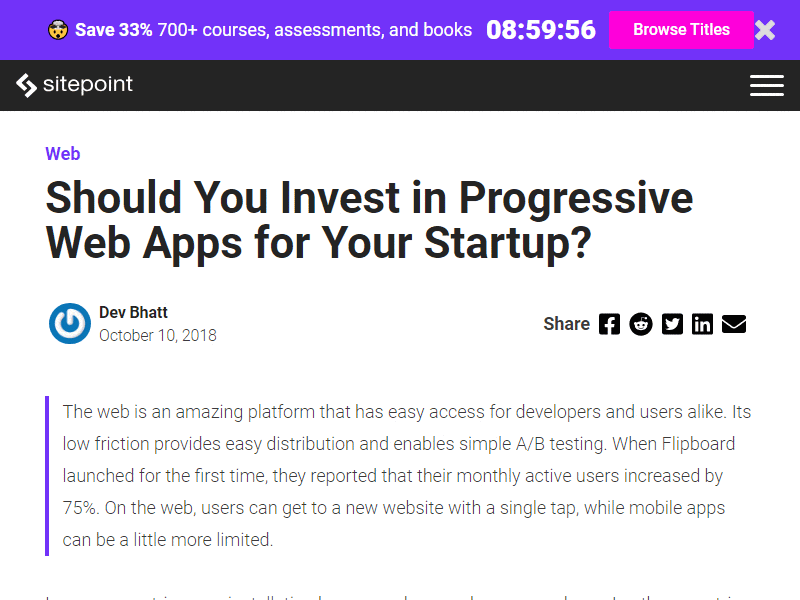 Save 33% 700+ courses, assessments, and books 08:59:56 Browse Titles
sitepoint
Web
Should You Invest in Progressive
Web Apps for Your Startup?
Dev Bhatt
October 10, 2018
Share
The web is an amazing platform that has easy access for developers and users alike. Its
low friction provides easy distribution and enables simple A/B testing. When Flipboard
launched for the first time, they reported that their monthly active users increased by
75%. On the web, users can get to a new website with a single tap, while mobile apps
can be a little more limited.